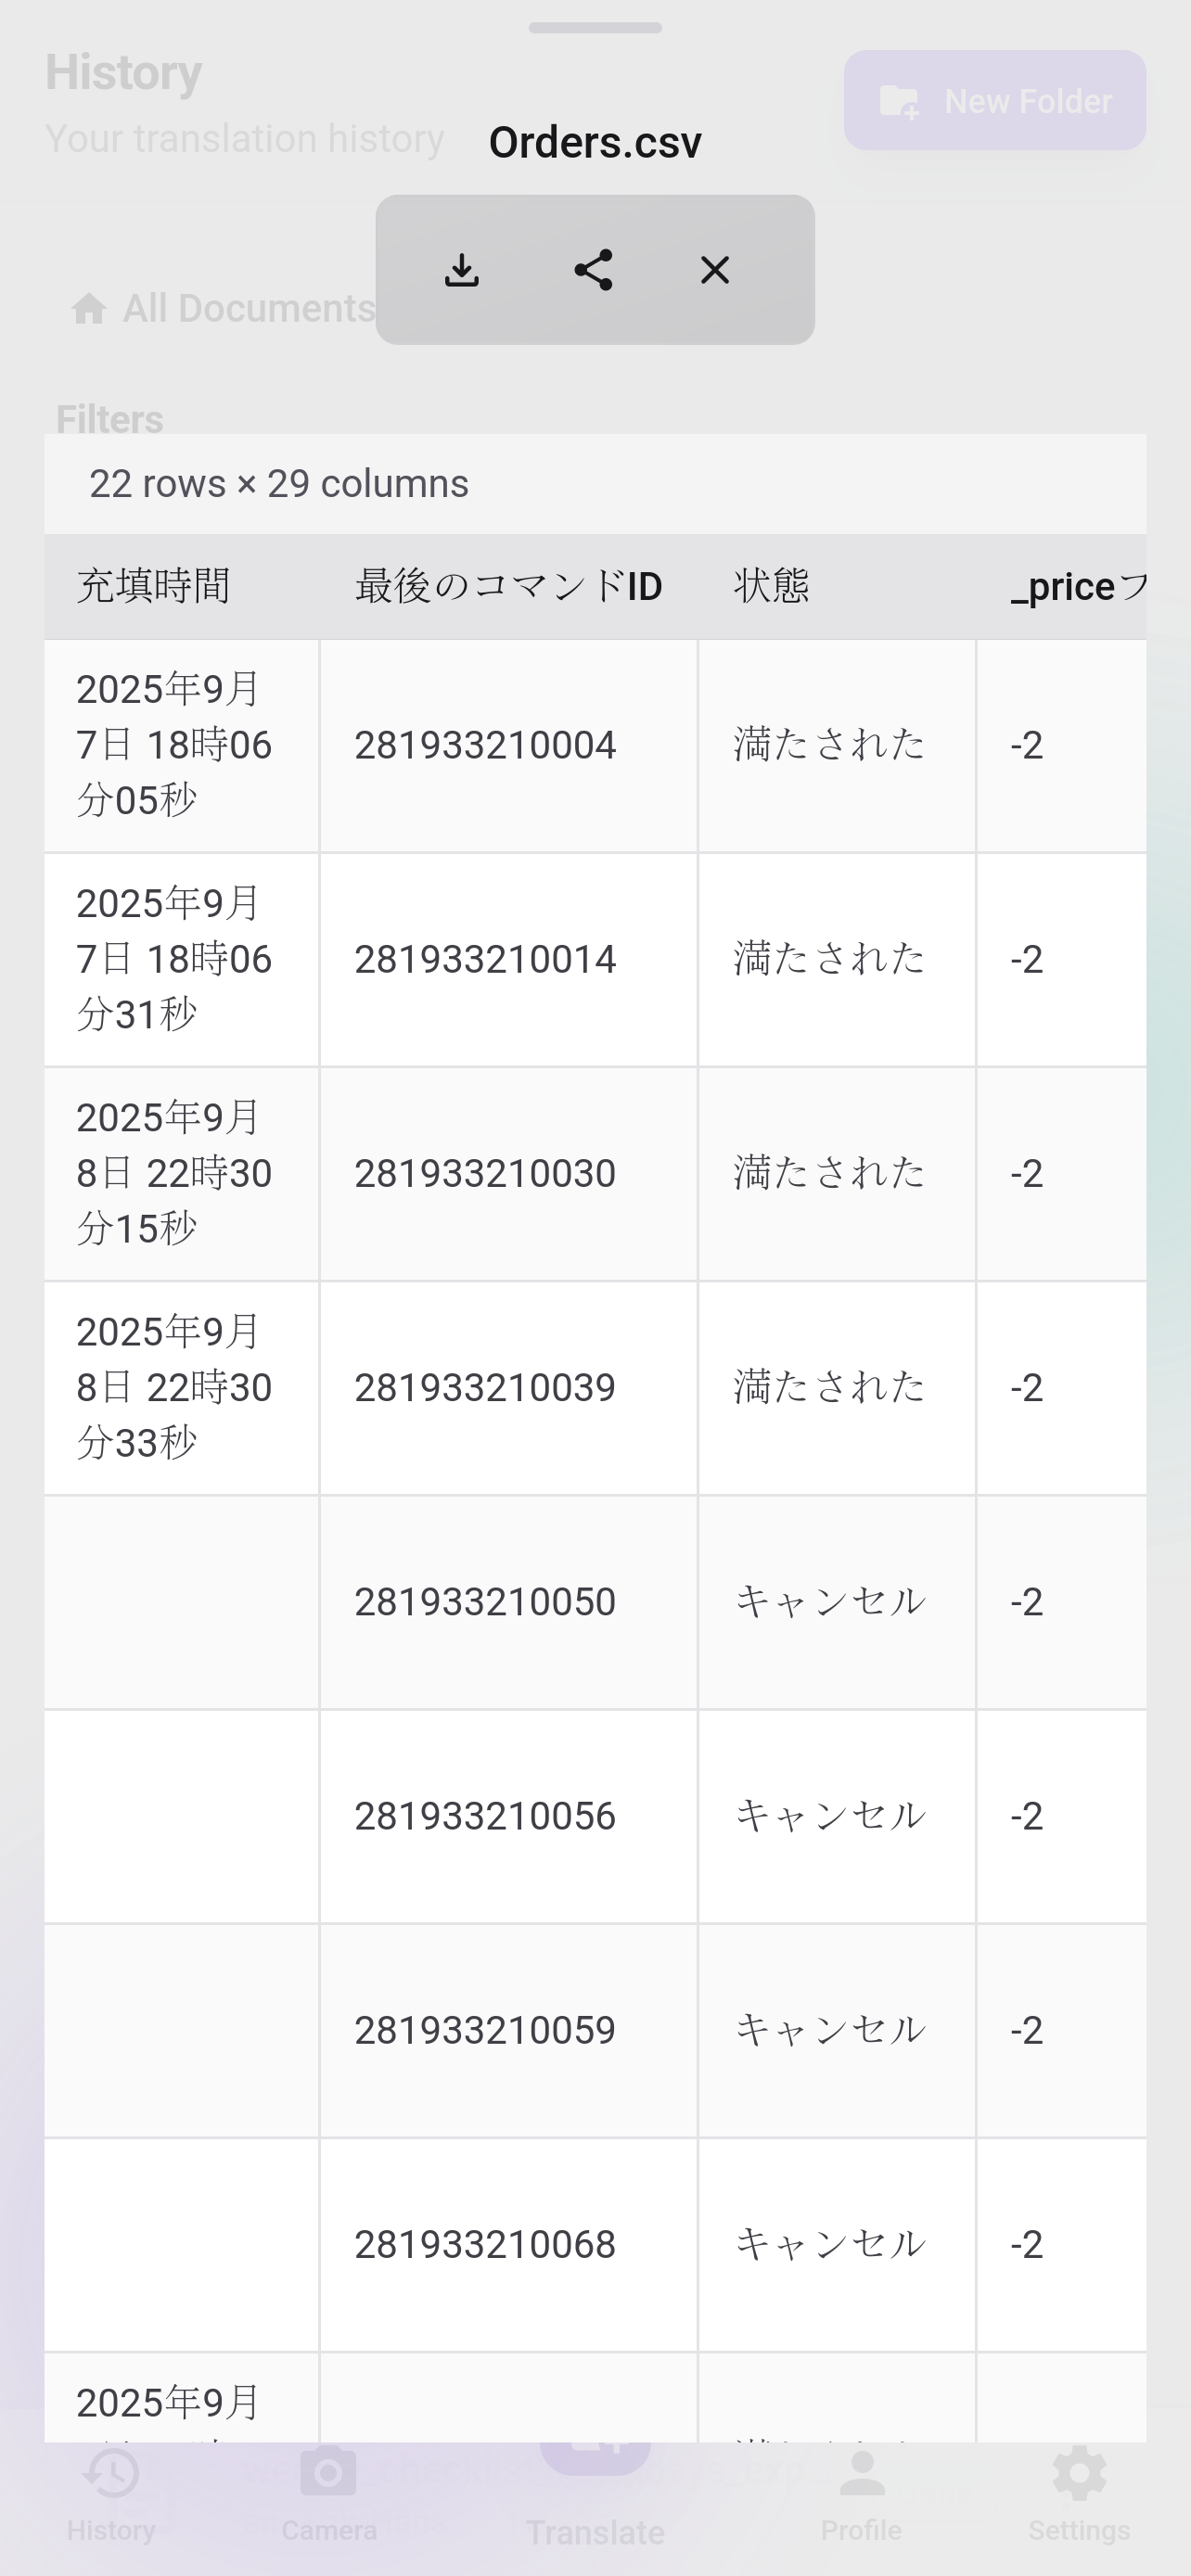 History
New Folder
Your translation history
Orders.csv
All Documents
Filters
22 rows × 29 columns
充填時間 最後のコマンドID 状態 _priceフ
2025年9月
7日 18時06 281933210004 満たされた -2
分05秒
2025年9月
7日 18時06 281933210014 満たされた -2
分31秒
2025年9月
8日 22時30 281933210030 満たされた -2
分15秒
2025年9月
8日 22時30 281933210039 満たされた -2
分33秒
281933210050 キャンセル -2
281933210056 キャンセル -2
281933210059 キャンセル -2
281933210068 キャンセル -2
2025年9月
History Camera Translate Profile Settings